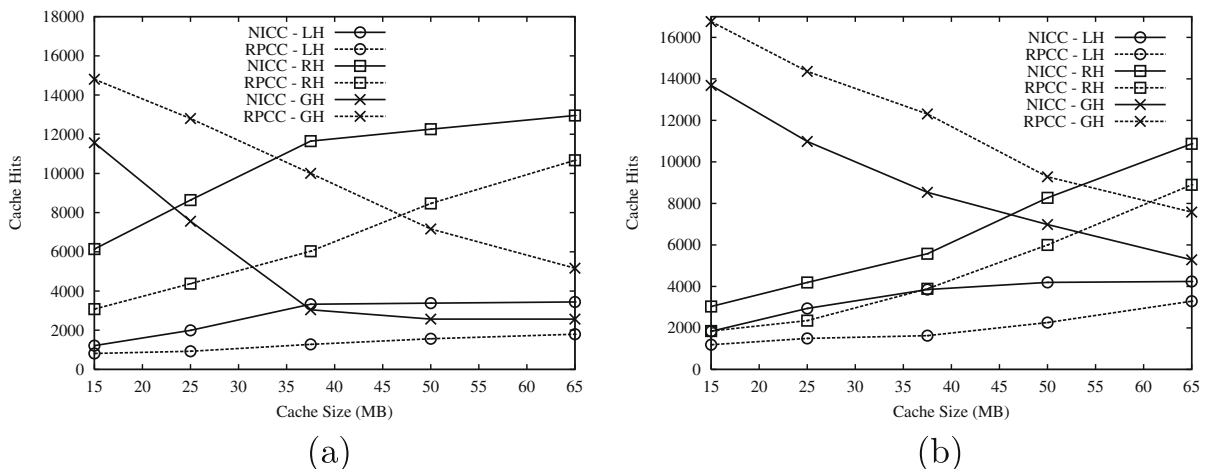 18000
16000
14000
12000
10000
8000
6000
4000
2000
0
Cache Hits
NICC - LH
RPCC - LH
NICC - RH
RPCC - RH
NICC - GH
RPCC - GH
15 20 25 30 35 40 45 50 55 60 65
Cache Size (MB)
(a)
16000
14000
12000
10000
8000
6000
4000
2000
0
Cache Hits
NICC - LH
RPCC - LH
NICC - RH
RPCC - RH
NICC - GH
RPCC - GH
15 20 25 30 35 40 45 50 55 60 65
Cache Size (MB)
(b)